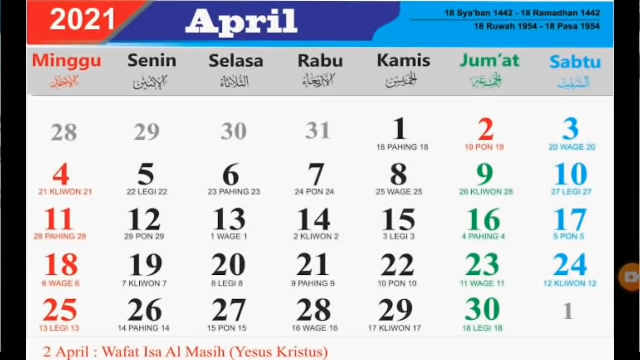 2021 April
18 Sya'ban 1442 - 18 Ramadhan 1442
18 Ruwah 1954 - 18 Pasa 1954
Minggu Senin Selasa Rabu Kamis Jum'at Sabtu
الأحد الإثنين الثلاثاء الأربعاء الخميس الجمعة السبت
28 29 30 31 1 2 3
18 PAHING 18 19 PON 19 20 WAGE 20
4 5 6 7 8 9 10
21 KLIWON 21 22 LEGI 22 23 PAHING 23 24 PON 24 25 WAGE 25 26 KLIWON 28 27 LEGI 27
11 12 13 14 15 16 17
28 PAHING 28 29 PON 29 1 WAGE 1 2 KLIWON 2 3 LEGI 3 4 PAHING 4 5 PON 5
18 19 20 21 22 23 24
6 WAGE 6 7 KLIWON 7 8 LEGI 8 9 PAHING 9 10 PON 10 11 WAGE 11 12 KLIWON 12
25 26 27 28 29 30 1
13 LEGI 13 14 PAHING 14 15 PON 15 16 WAGE 16 17 KLIWON 17 18 LEGI 18
2 April : Wafat Isa Al Masih (Yesus Kristus)